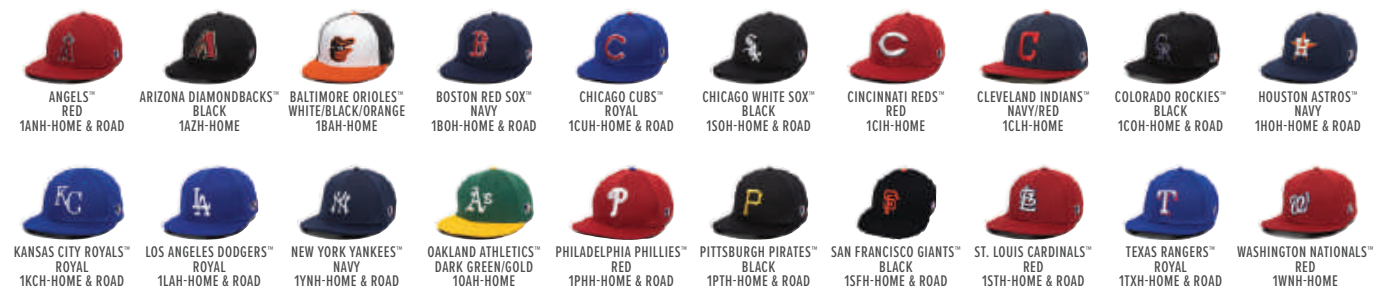 ANGELS™
RED
1ANH-HOME & ROAD
ARIZONA DIAMONDBACKS™
BLACK
1AZH-HOME
BALTIMORE ORIOLES™
WHITE/BLACK/ORANGE
1BAH-HOME
BOSTON RED SOX™
NAVY
1BOH-HOME & ROAD
CHICAGO CUBS™
ROYAL
1CUH-HOME & ROAD
CHICAGO WHITE SOX™
BLACK
1SOH-HOME & ROAD
CINCINNATI REDS™
RED
1CIH-HOME
CLEVELAND INDIANS™
NAVY/RED
1CLH-HOME
COLORADO ROCKIES™
BLACK
1COH-HOME & ROAD
HOUSTON ASTROS™
NAVY
1HOH-HOME & ROAD
KANSAS CITY ROYALS™
ROYAL
1KCH-HOME & ROAD
LOS ANGELES DODGERS™
ROYAL
1LAH-HOME & ROAD
NEW YORK YANKEES™
NAVY
1YNH-HOME & ROAD
OAKLAND ATHLETICS™
DARK GREEN/GOLD
1OAH-HOME
PHILADELPHIA PHILLIES™
RED
1PHH-HOME & ROAD
PITTSBURGH PIRATES™
BLACK
1PTH-HOME & ROAD
SAN FRANCISCO GIANTS™
BLACK
1SFH-HOME & ROAD
ST. LOUIS CARDINALS™
RED
1STH-HOME & ROAD
TEXAS RANGERS™
ROYAL
1TXH-HOME & ROAD
WASHINGTON NATIONALS™
RED
1WNH-HOME